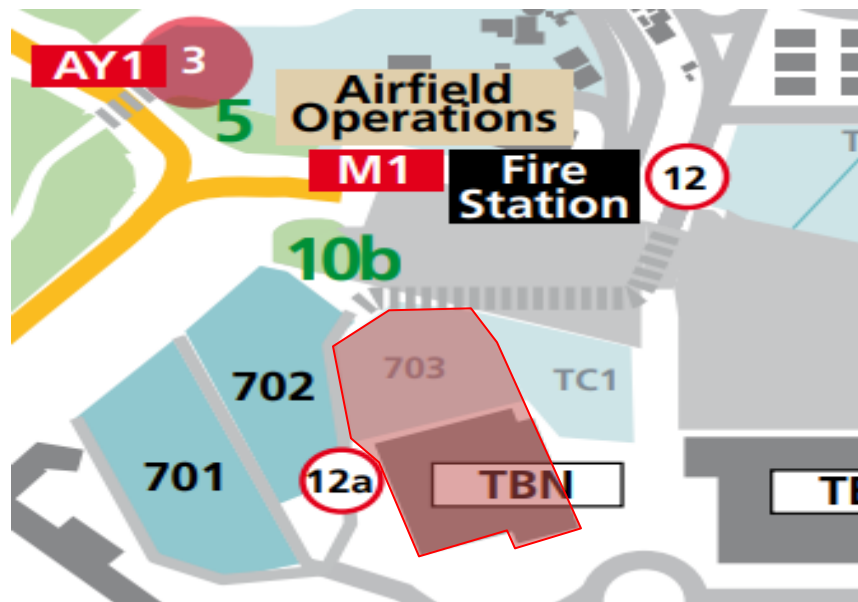 AY1
3
5
Airfield
Operations
M1
Fire
Station
12
10b
703
TC1
702
701
12a
TBN